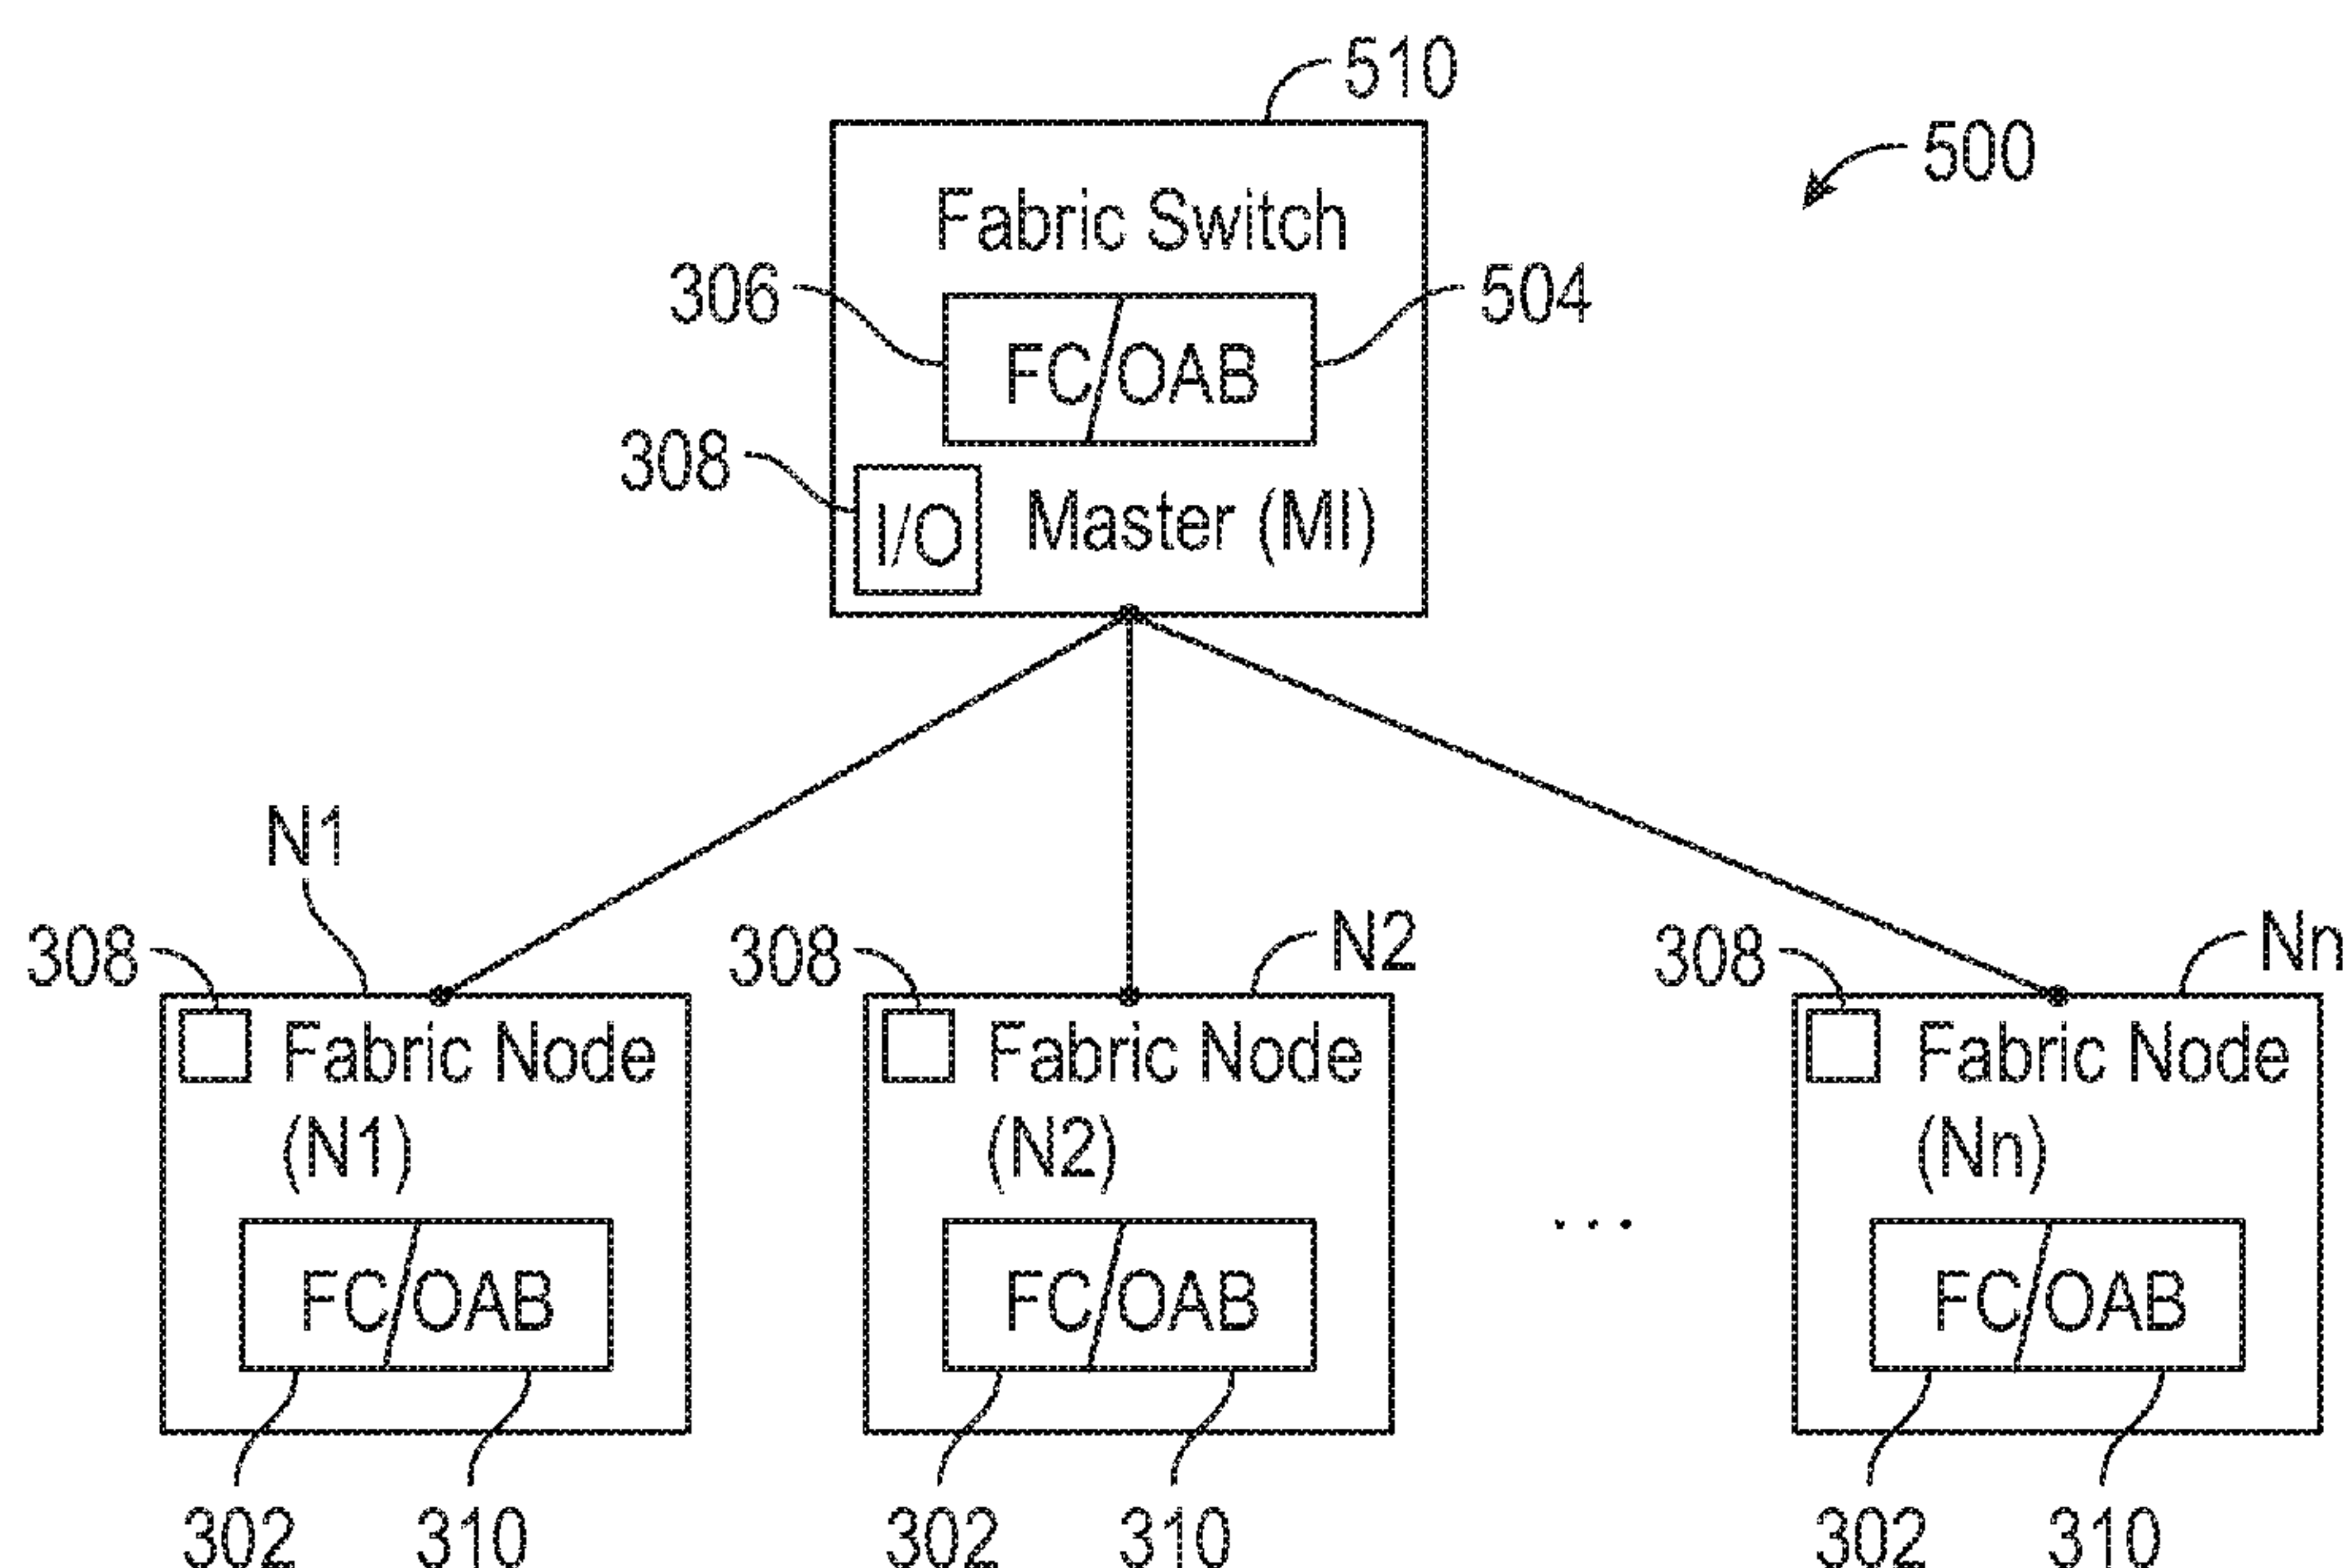 510
500
Fabric Switch
306
504
FC/OAB
308
I/O
Master (MI)
N1
308
308
N2
308
Nn
Fabric Node
(N1)
Fabric Node
(N2)
Fabric Node
(Nn)
...
FC/OAB
FC/OAB
FC/OAB
302
310
302
310
302
310